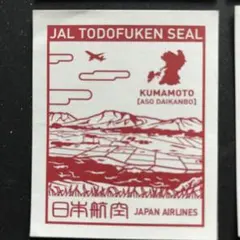 JAL TODOFUKEN SEAL
KUMAMOTO
[ASO DAIKANBO]
日本航空 JAPAN AIRLINES